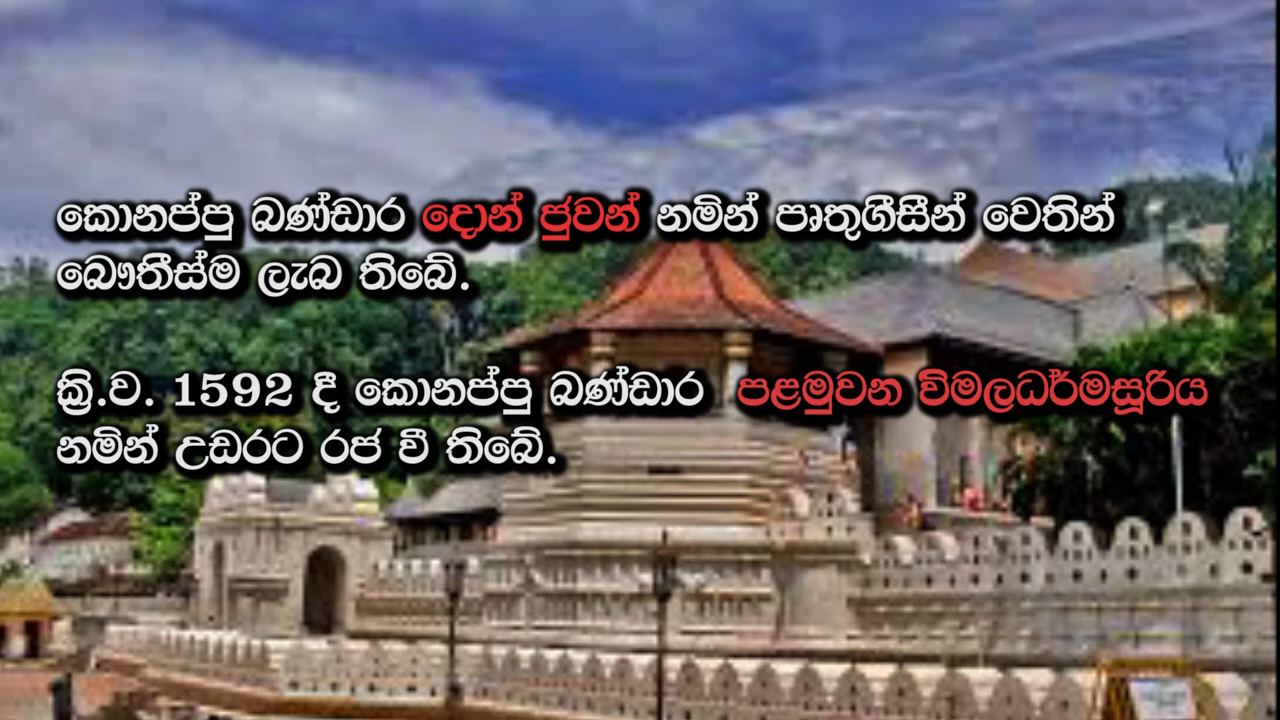 කොනප්පු බණ්ඩාර දොන් ජුවන් නමින් පෘතුගීසීන් වෙතින්
බෞතීස්ම ලැබ තිබේ.
ක්‍රි.ව. 1592 දී කොනප්පු බණ්ඩාර පළමුවන විමලධර්මසූරිය
නමින් උඩරට රජ වී තිබේ.